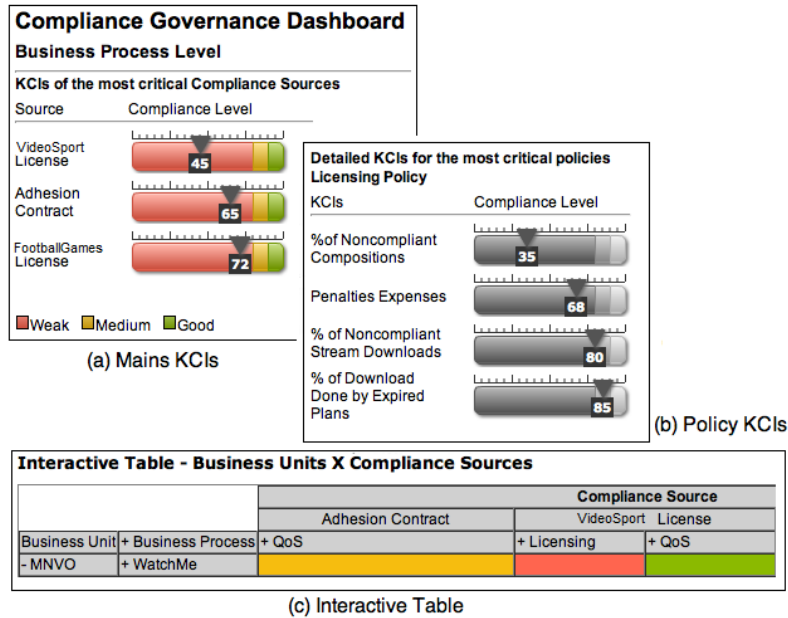 Compliance Governance Dashboard
Business Process Level
KCIs of the most critical Compliance Sources
Source Compliance Level
VideoSport
License
45
Adhesion
Contract
65
FootballGames
License
72
Weak Medium Good
(a) Mains KCIs
Detailed KCIs for the most critical policies
Licensing Policy
KCIs Compliance Level
%of Noncompliant
Compositions
35
Penalties Expenses
68
% of Noncompliant
Stream Downloads
80
% of Download
Done by Expired
Plans
85
(b) Policy KCIs
Interactive Table - Business Units X Compliance Sources
Compliance Source
Adhesion Contract VideoSport License
Business Unit + Business Process + QoS + Licensing + QoS
- MNVO + WatchMe
(c) Interactive Table